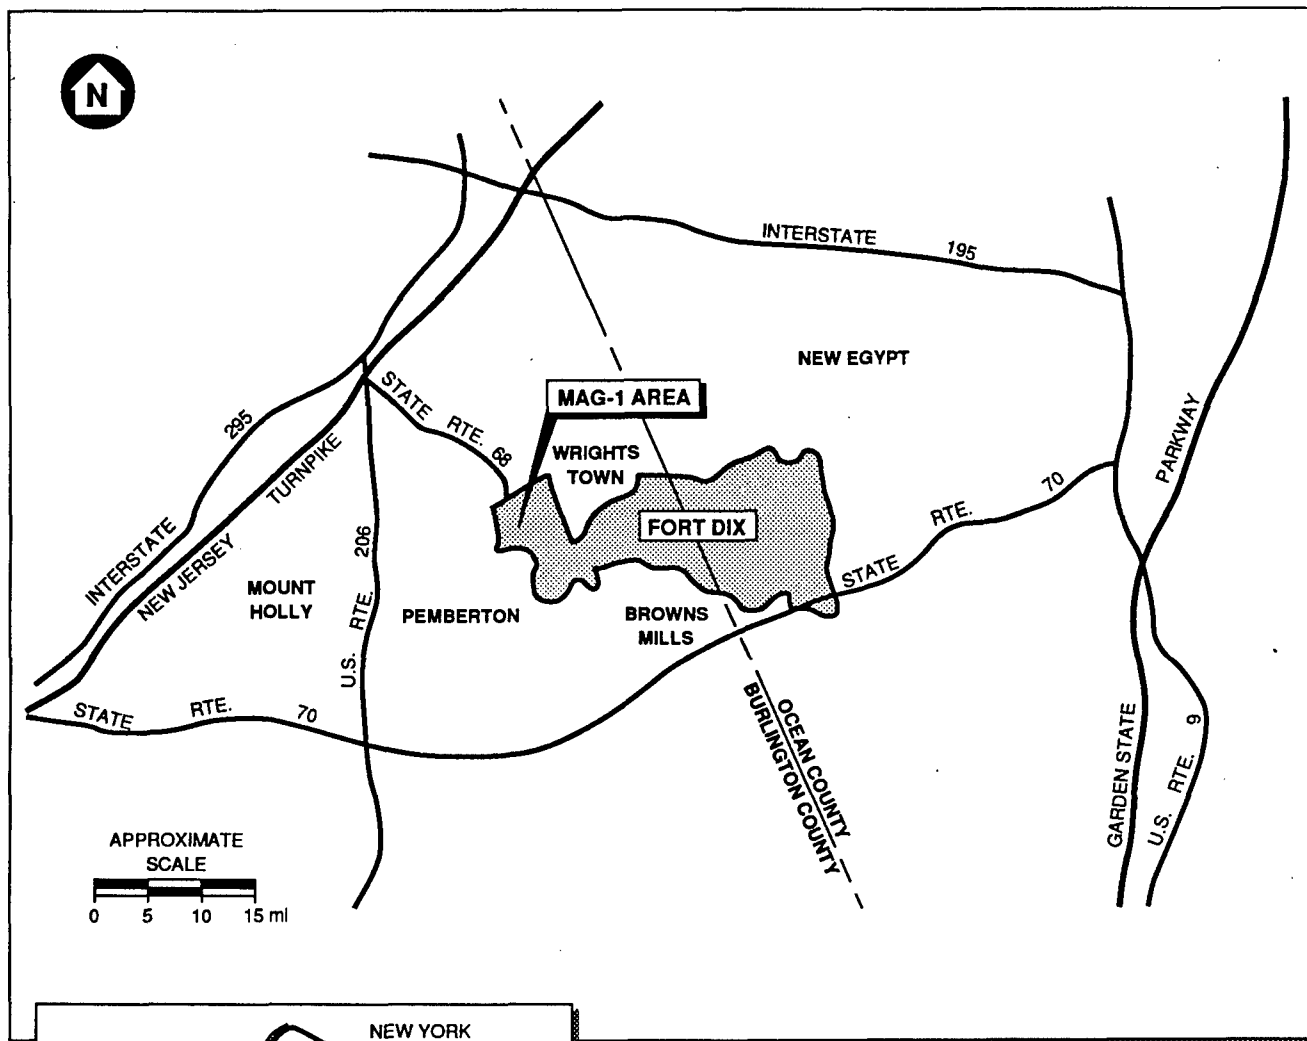 N
INTERSTATE 195
NEW EGYPT
PARKWAY
STATE RTE. 68
MAG-1 AREA
WRIGHTS
TOWN
295
INTERSTATE
TURNPIKE
NEW JERSEY
206
RTE.
U.S.
FORT DIX
STATE RTE. 70
MOUNT
HOLLY
PEMBERTON
BROWNS
MILLS
STATE RTE. 70
OCEAN COUNTY
BURLINGTON COUNTY
GARDEN STATE
U.S. RTE. 9
APPROXIMATE
SCALE
0 5 10 15 ml
NEW YORK